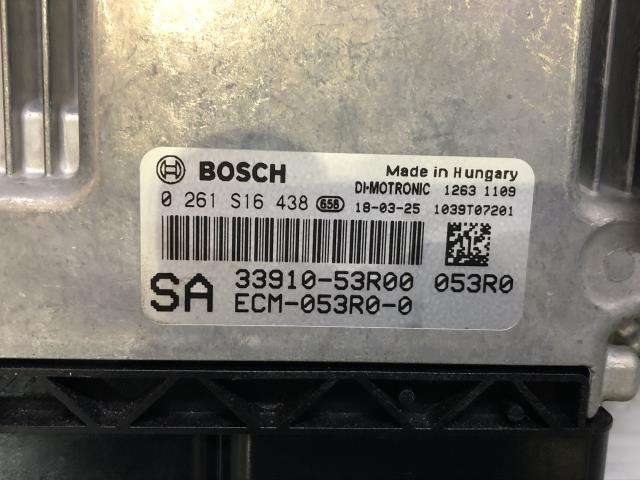 BOSCH Made in Hungary
DI-MOTRONIC 1263 1109
0 261 S16 438 656 18-03-25 1039T07201
SA 33910-53R00 053R0
ECM-053R0-0